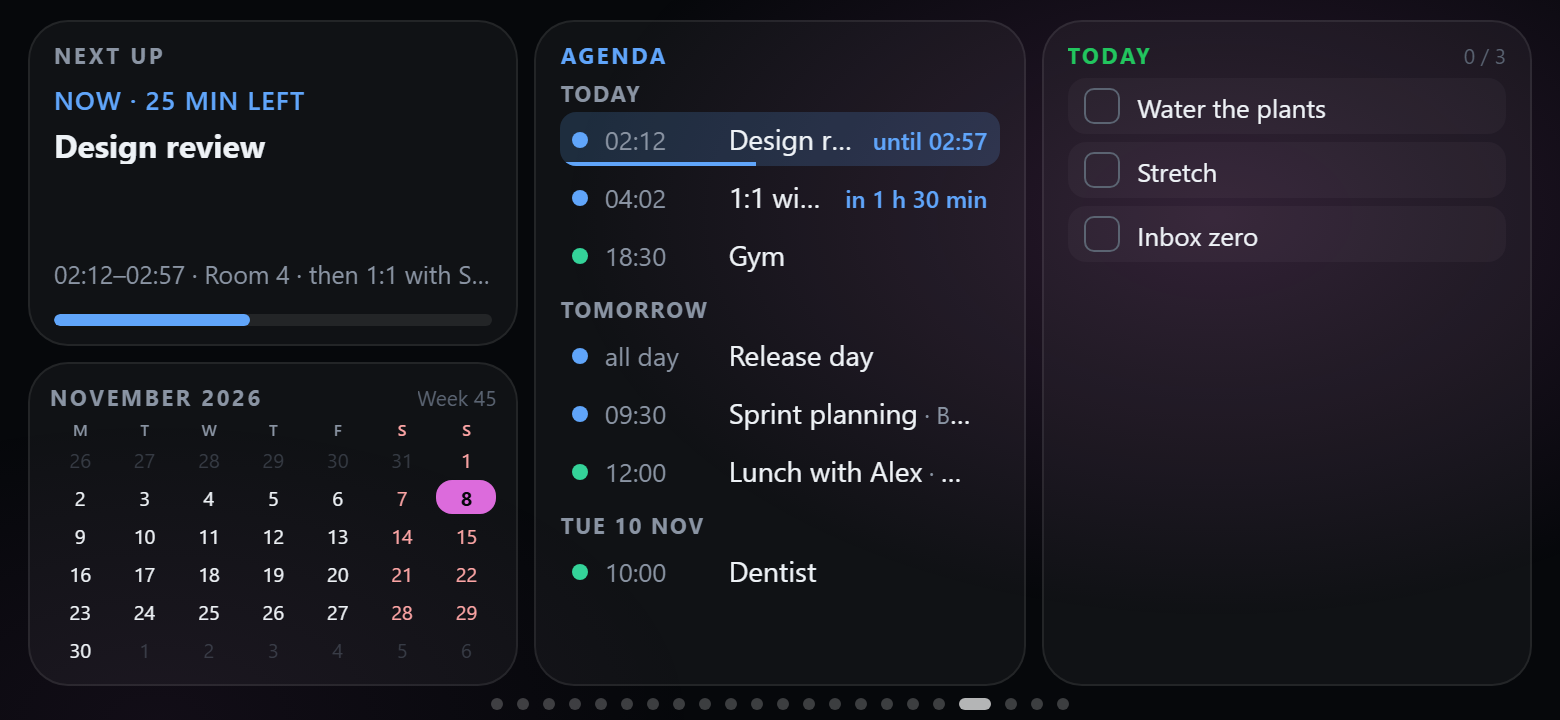 NEXT UP
NOW · 25 MIN LEFT
Design review
02:12–02:57 · Room 4 · then 1:1 with S...
NOVEMBER 2026 Week 45
M T W T F S S
26 27 28 29 30 31 1
2 3 4 5 6 7 8
9 10 11 12 13 14 15
16 17 18 19 20 21 22
23 24 25 26 27 28 29
30 1 2 3 4 5 6
AGENDA
TODAY
02:12 Design r... until 02:57
04:02 1:1 wi... in 1 h 30 min
18:30 Gym
TOMORROW
all day Release day
09:30 Sprint planning · B...
12:00 Lunch with Alex · ...
TUE 10 NOV
10:00 Dentist
TODAY 0 / 3
Water the plants
Stretch
Inbox zero